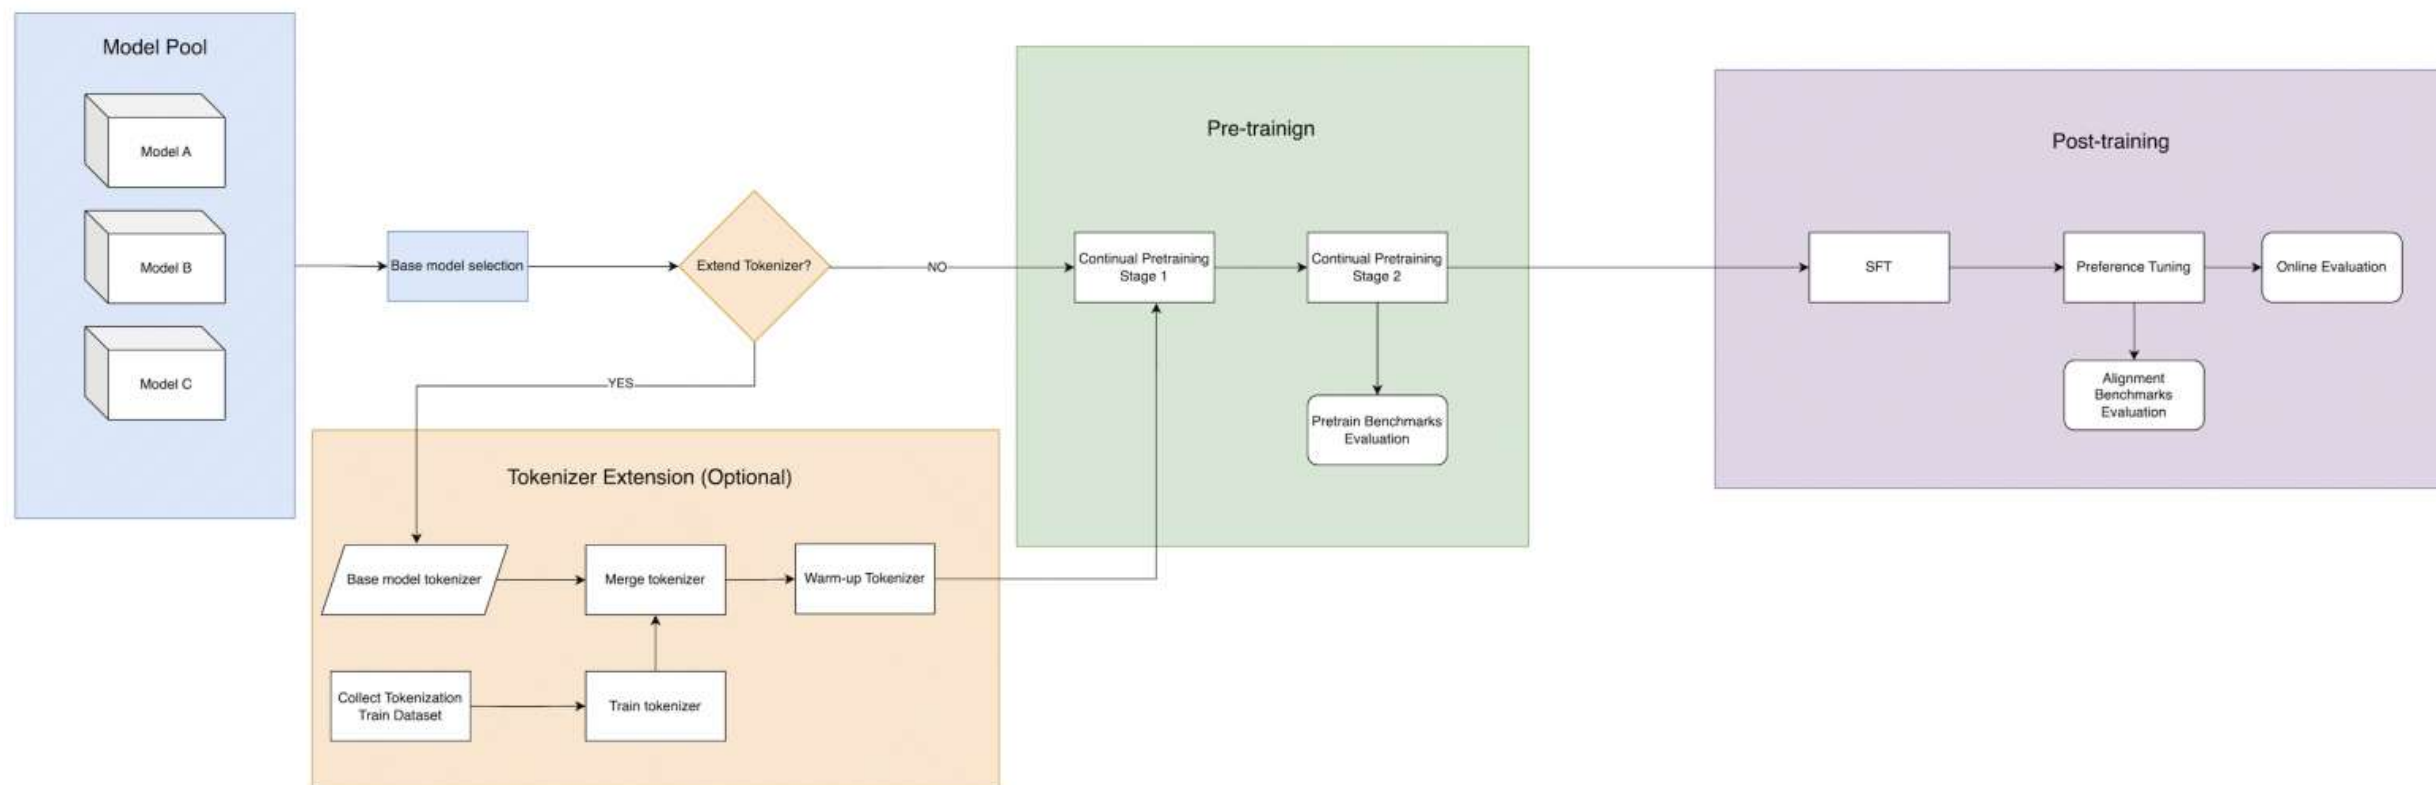 Model Pool
Model A
Model B
Model C
Base model selection
Extend Tokenizer?
NO
YES
Tokenizer Extension (Optional)
Base model tokenizer
Merge tokenizer
Warm-up Tokenizer
Collect Tokenization
Train Dataset
Train tokenizer
Pre-trainign
Continual Pretraining
Stage 1
Continual Pretraining
Stage 2
Pretrain Benchmarks
Evaluation
Post-training
SFT
Preference Tuning
Online Evaluation
Alignment
Benchmarks
Evaluation